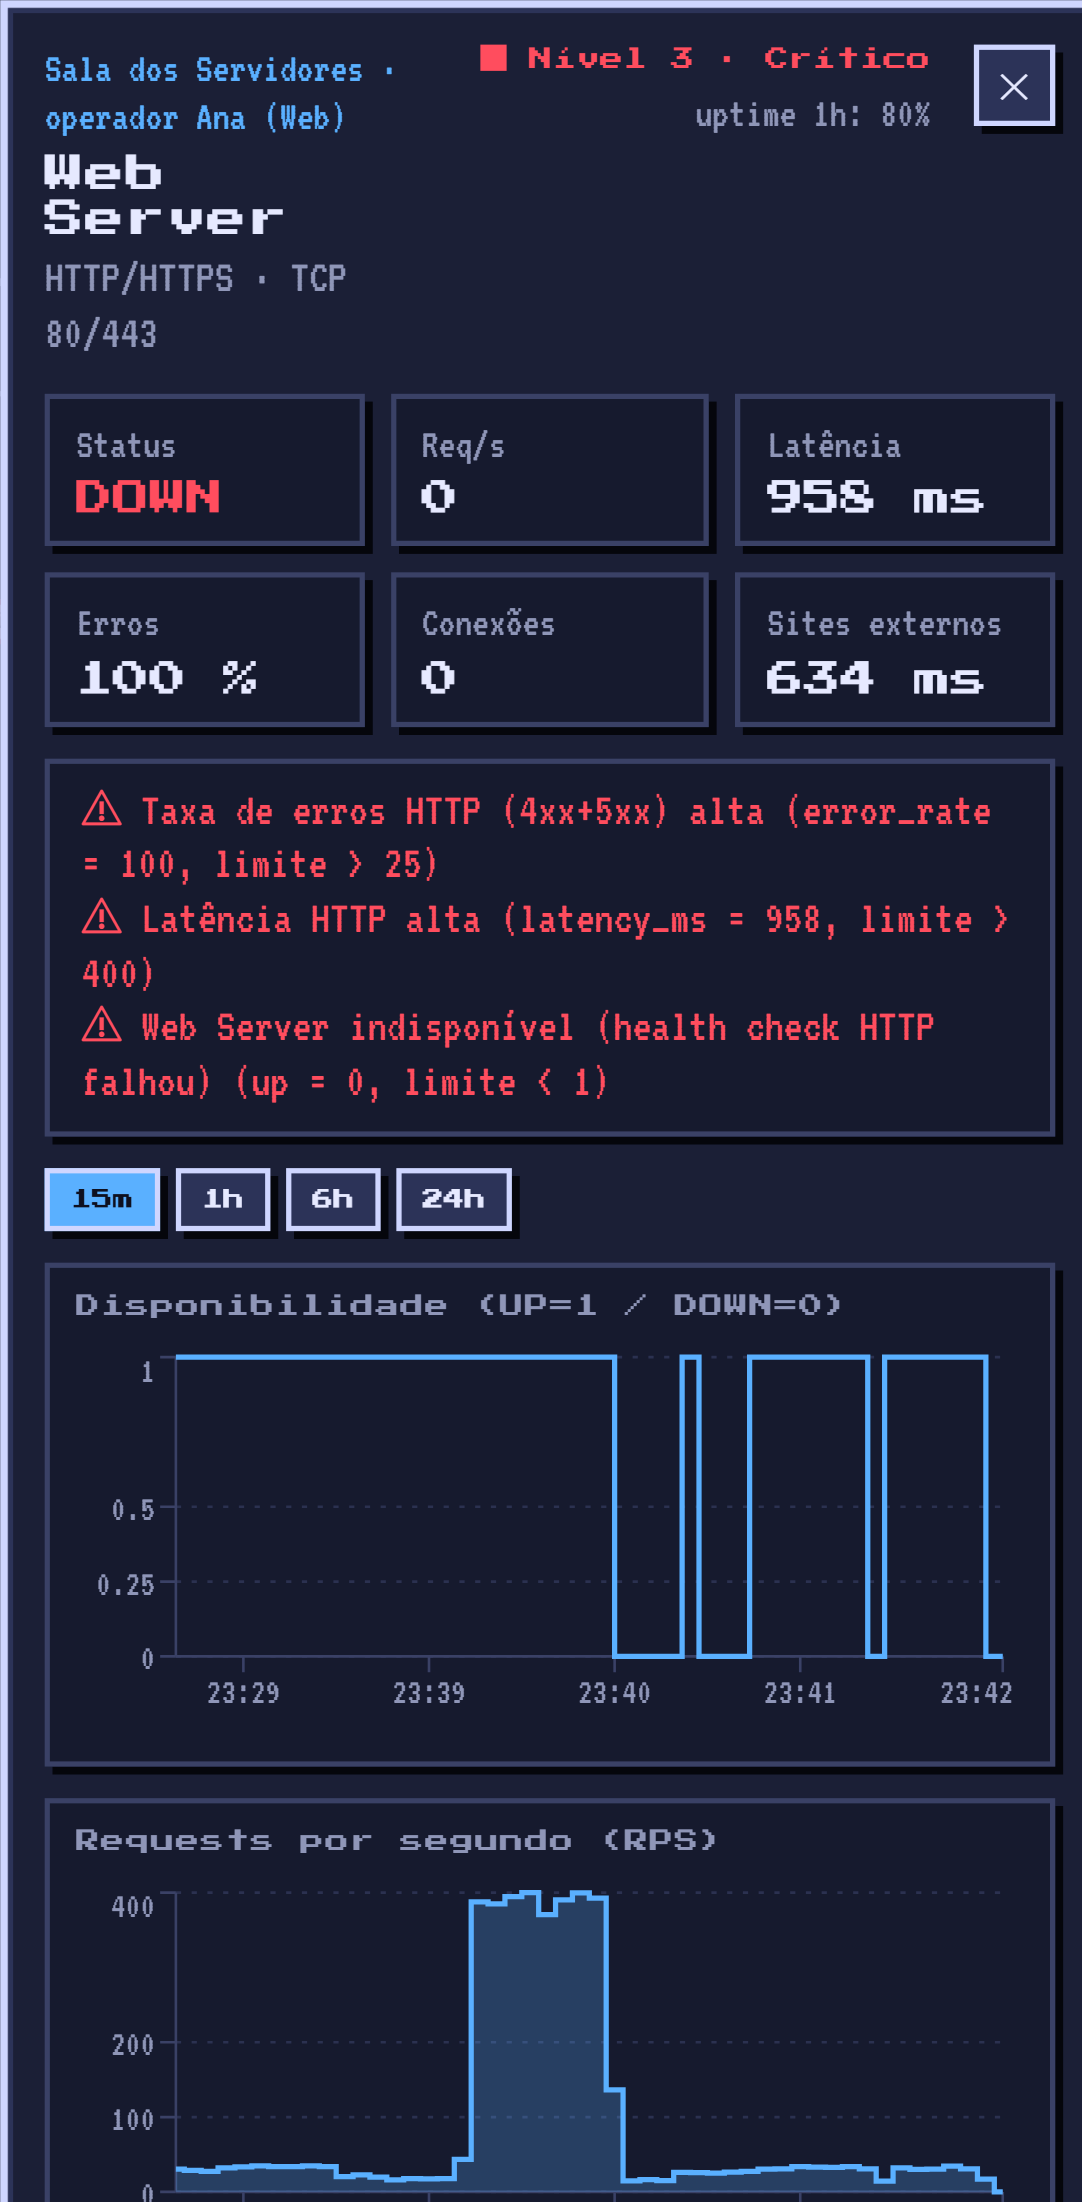 Sala dos Servidores ·
operador Ana (Web)
Nível 3 · Crítico
uptime 1h: 80%
Web
Server
HTTP/HTTPS · TCP
80/443
Status
DOWN
Req/s
0
Latência
958 ms
Erros
100 %
Conexões
0
Sites externos
634 ms
⚠ Taxa de erros HTTP (4xx+5xx) alta (error_rate
= 100, limite > 25)
⚠ Latência HTTP alta (latency_ms = 958, limite >
400)
⚠ Web Server indisponível (health check HTTP
falhou) (up = 0, limite < 1)
15m
1h
6h
24h
Disponibilidade (UP=1 / DOWN=0)
1
0.5
0.25
0
23:29
23:39
23:40
23:41
23:42
Requests por segundo (RPS)
400
200
100
0